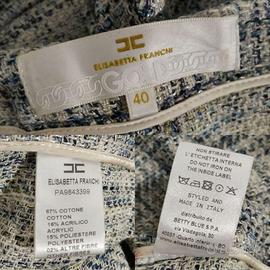 ELISABETTA FRANCHI
40
ELISABETTA FRANCHI
PA9843399
67% COTONE
COTTON
16% ACRILICO
ACRYLIC
15% POLIESTERE
POLYESTER
02% ALTRE FIBRE
NON STIRARE
L'ETICHETTA INTERNA
DO NOT IRON ON
THE INSIDE LABEL
STYLED AND
MADE IN ITALY
distribuito da
BETTY BLUE S.P.A.